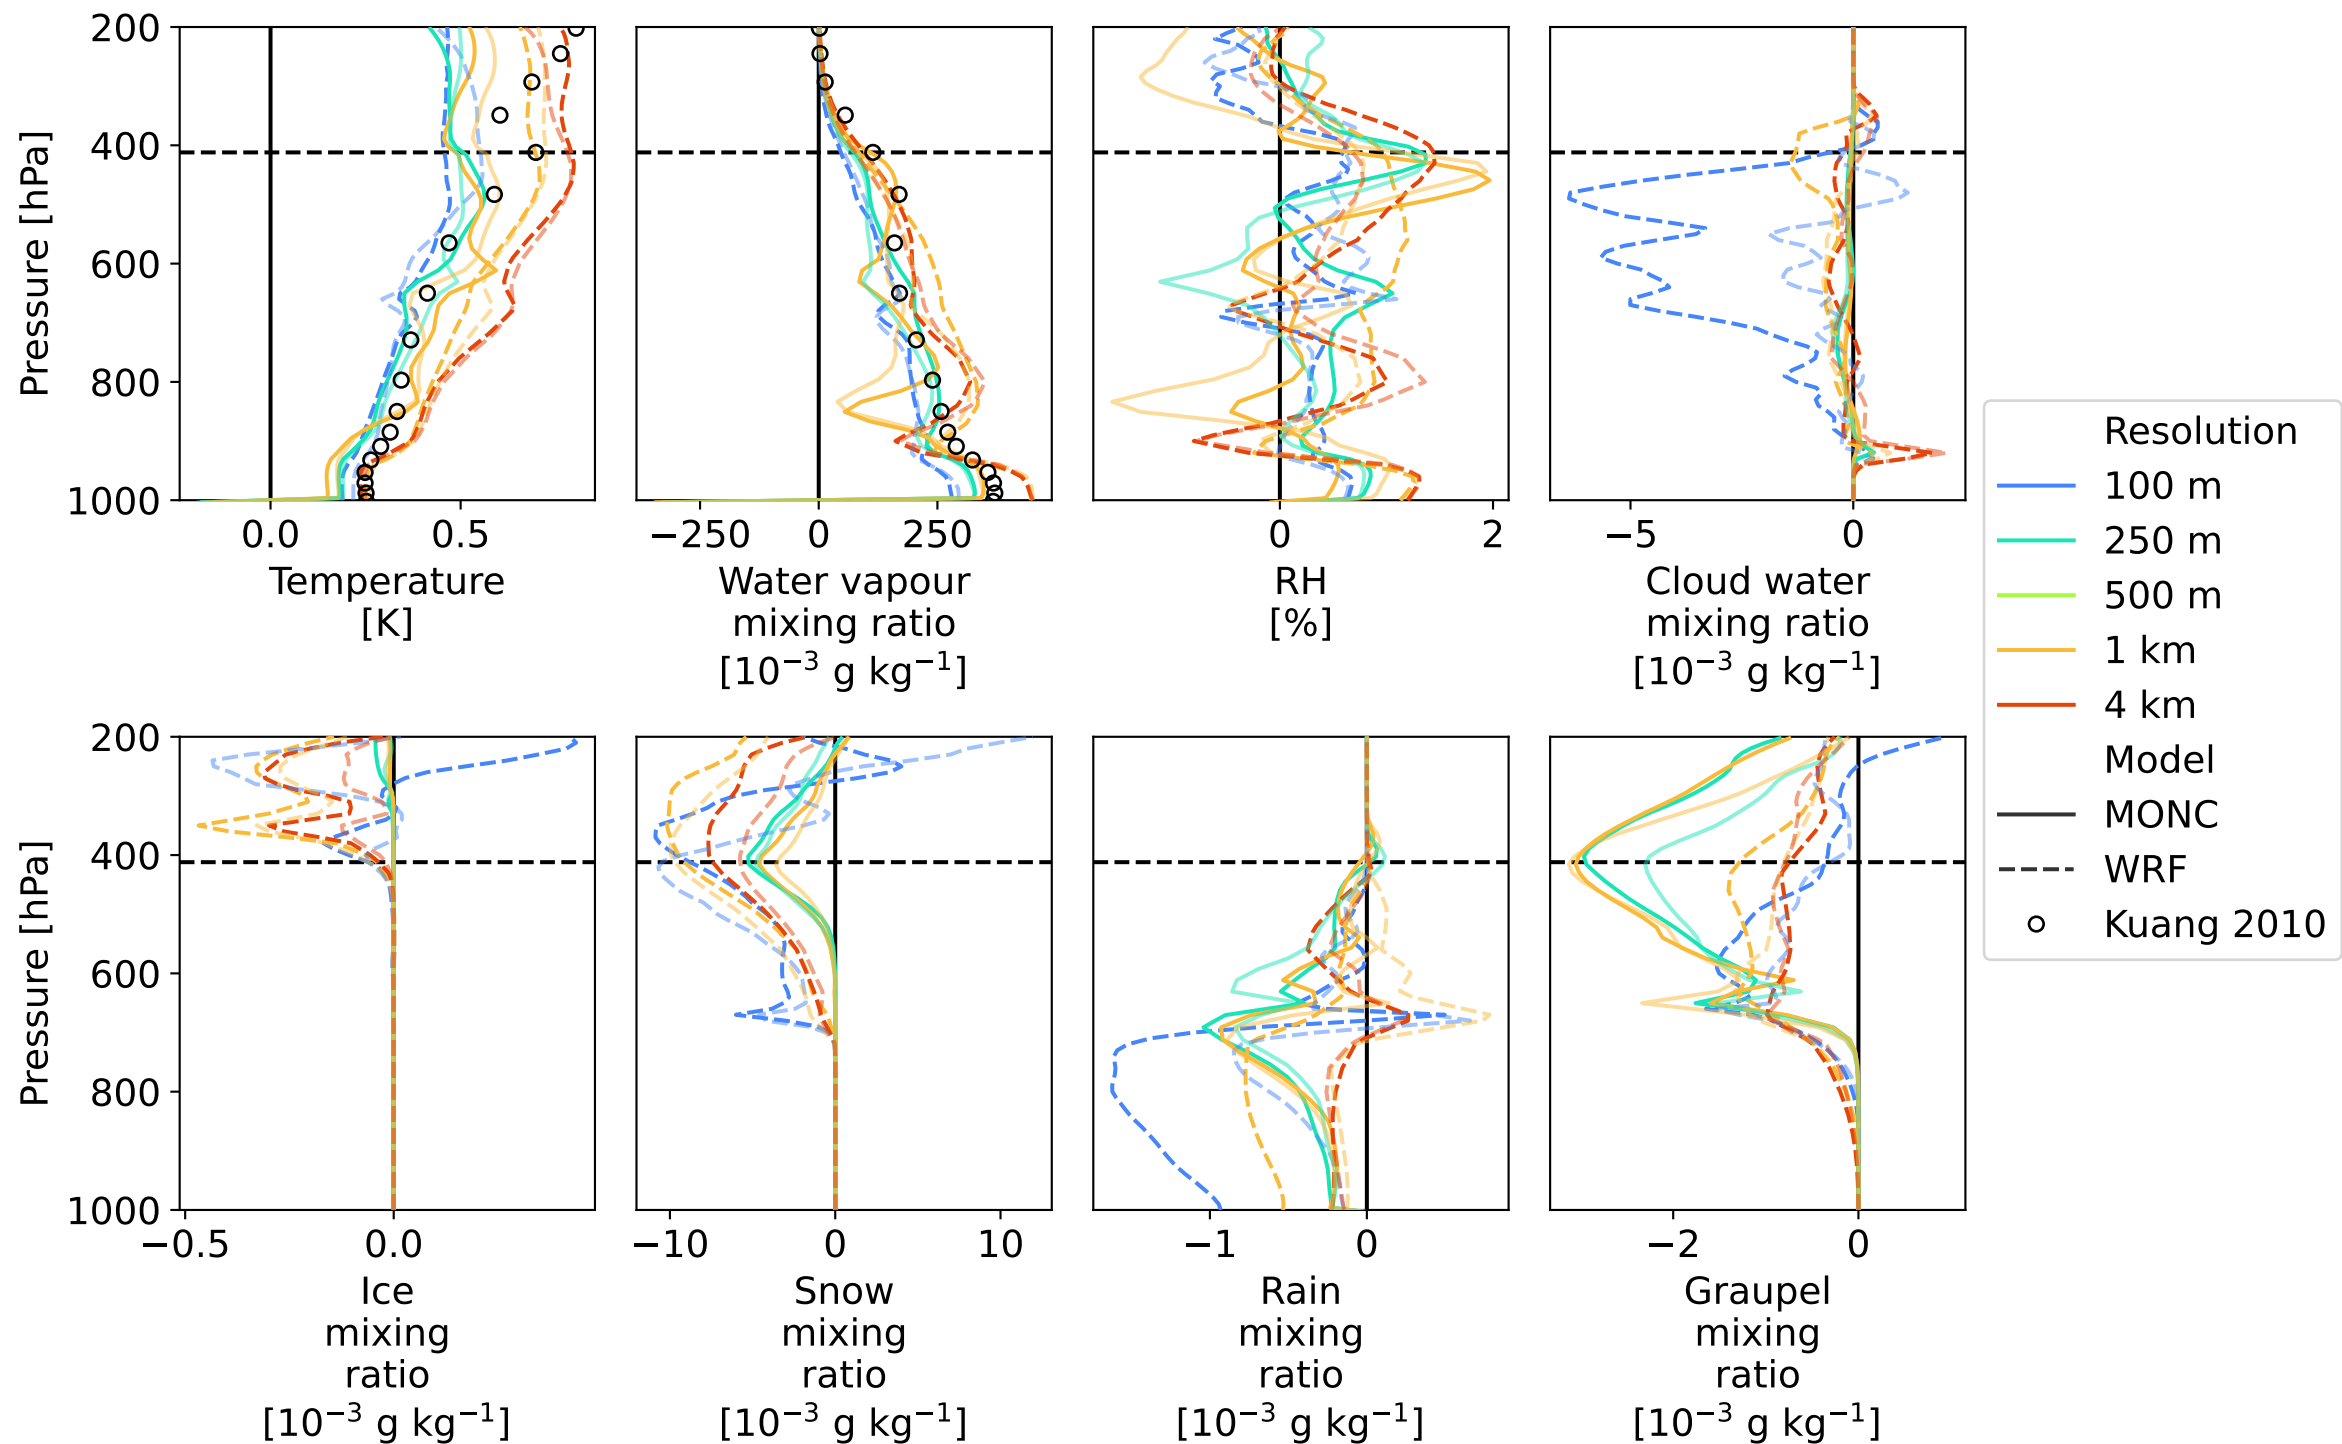 200
400
600
800
1000
Pressure [hPa]
0.0 0.5
Temperature
[K]
−250 0 250
Water vapour
mixing ratio
[10⁻³ g kg⁻¹]
0 2
RH
[%]
−5 0
Cloud water
mixing ratio
[10⁻³ g kg⁻¹]
Resolution
100 m
250 m
500 m
1 km
4 km
Model
MONC
WRF
Kuang 2010
200
400
600
800
1000
Pressure [hPa]
−0.5 0.0
Ice
mixing
ratio
[10⁻³ g kg⁻¹]
−10 0 10
Snow
mixing
ratio
[10⁻³ g kg⁻¹]
−1 0
Rain
mixing
ratio
[10⁻³ g kg⁻¹]
−2 0
Graupel
mixing
ratio
[10⁻³ g kg⁻¹]